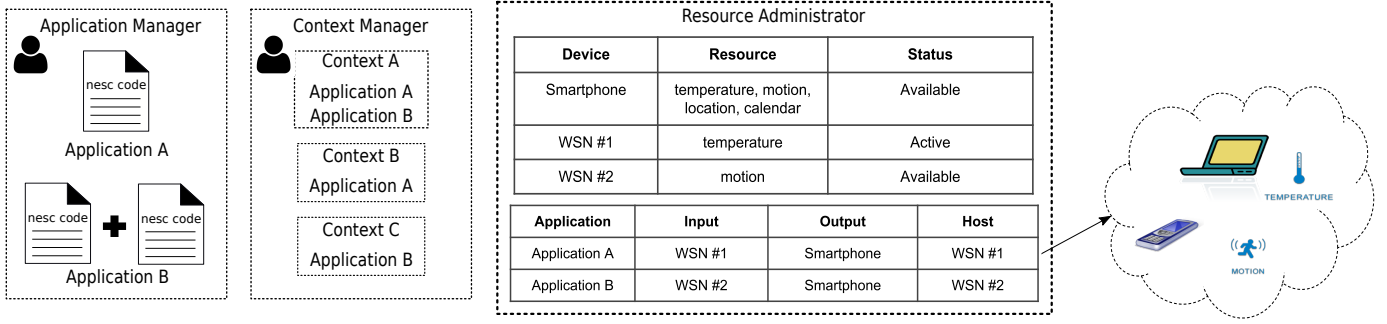 Application Manager
nesc code
Application A
nesc code
nesc code
Application B
Context Manager
Context A
Application A
Application B
Context B
Application A
Context C
Application B
Resource Administrator
Device Resource Status
Smartphone temperature, motion, Available
location, calendar
WSN #1 temperature Active
WSN #2 motion Available
Application Input Output Host
Application A WSN #1 Smartphone WSN #1
Application B WSN #2 Smartphone WSN #2
TEMPERATURE
MOTION